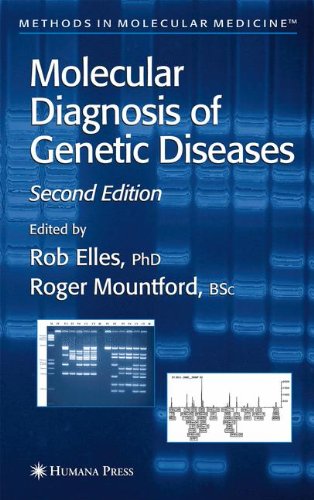 METHODS IN MOLECULAR MEDICINE™
Molecular
Diagnosis of
Genetic Diseases
Second Edition
Edited by
Rob Elles, PhD
Roger Mountford, BSc
HUMANA PRESS